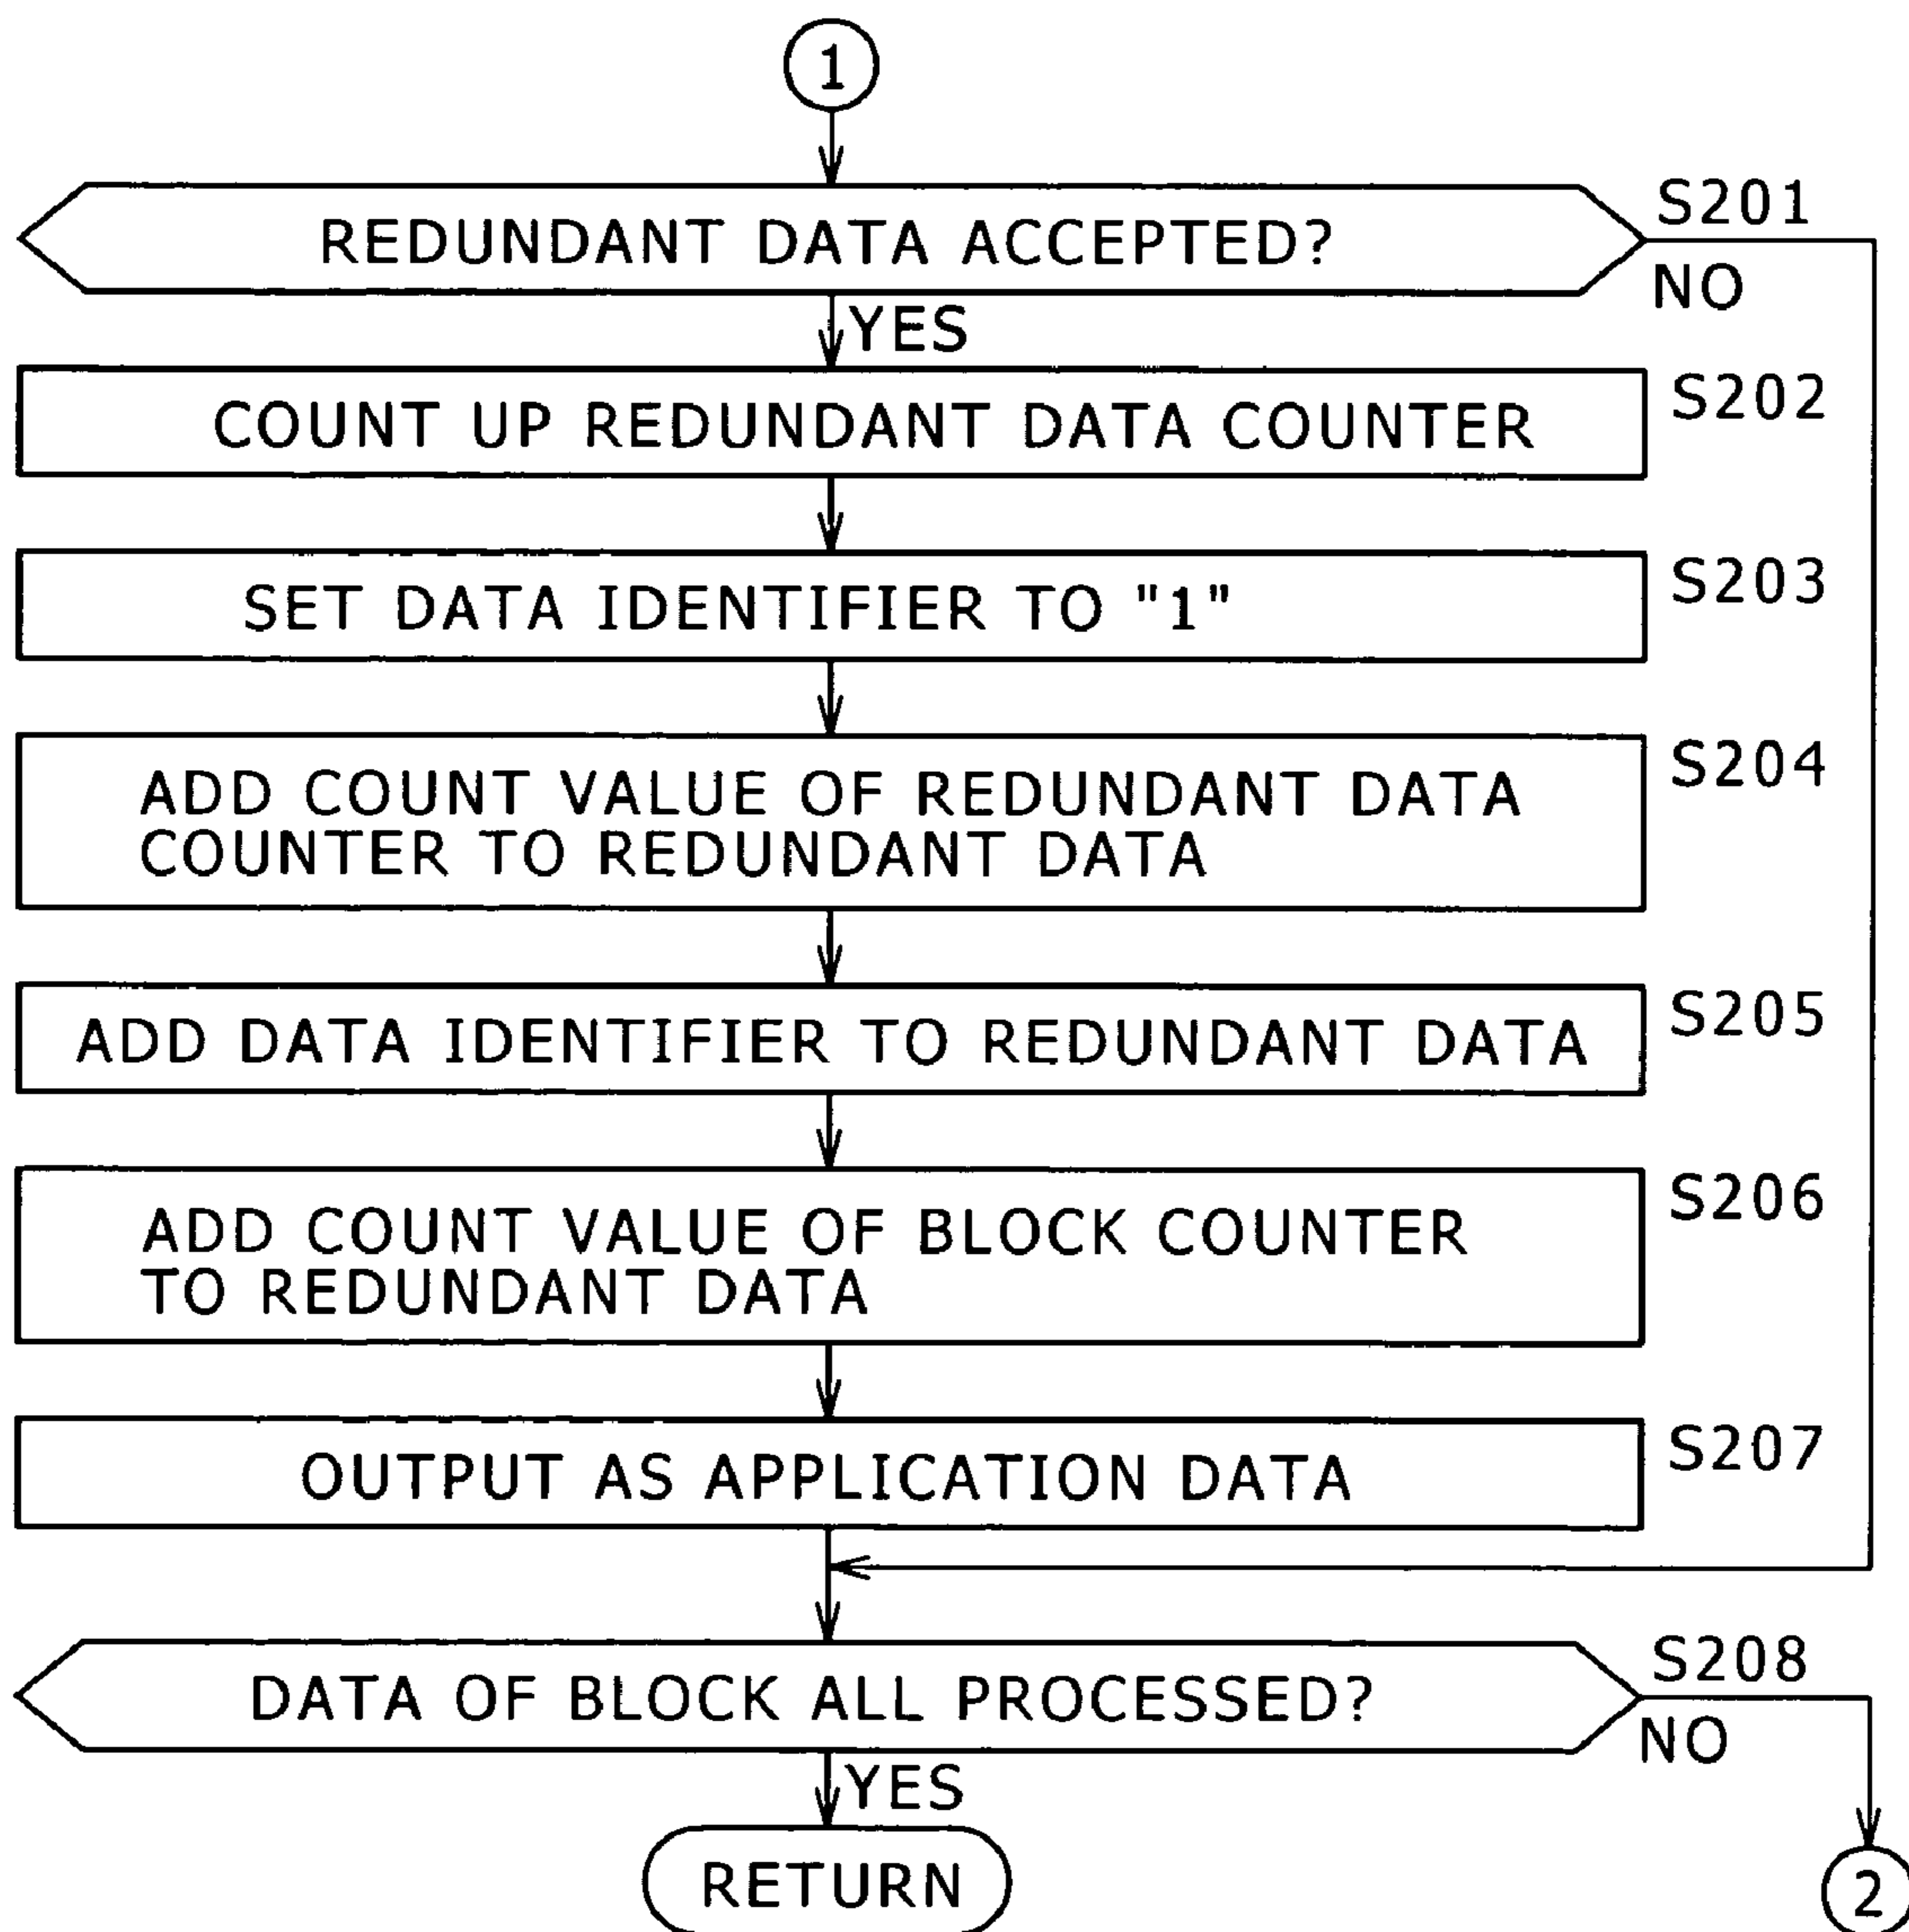 1
REDUNDANT DATA ACCEPTED?
S201
NO
YES
COUNT UP REDUNDANT DATA COUNTER
S202
SET DATA IDENTIFIER TO "1"
S203
ADD COUNT VALUE OF REDUNDANT DATA
COUNTER TO REDUNDANT DATA
S204
ADD DATA IDENTIFIER TO REDUNDANT DATA
S205
ADD COUNT VALUE OF BLOCK COUNTER
TO REDUNDANT DATA
S206
OUTPUT AS APPLICATION DATA
S207
DATA OF BLOCK ALL PROCESSED?
S208
NO
YES
RETURN
2